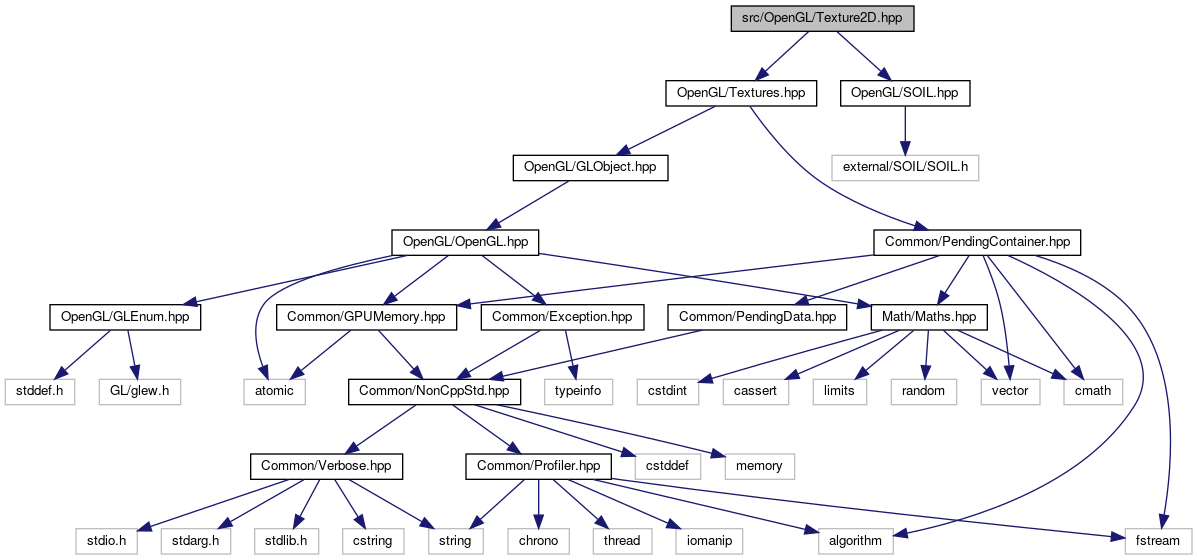 src/OpenGL/Texture2D.hpp
OpenGL/Textures.hpp
OpenGL/SOIL.hpp
OpenGL/GLObject.hpp
external/SOIL/SOIL.h
OpenGL/OpenGL.hpp
Common/PendingContainer.hpp
OpenGL/GLEnum.hpp
Common/GPUMemory.hpp
Common/Exception.hpp
Common/PendingData.hpp
Math/Maths.hpp
stddef.h
GL/glew.h
atomic
Common/NonCppStd.hpp
typeinfo
cstdint
cassert
limits
random
vector
cmath
Common/Verbose.hpp
Common/Profiler.hpp
cstddef
memory
stdio.h
stdarg.h
stdlib.h
cstring
string
chrono
thread
iomanip
algorithm
fstream